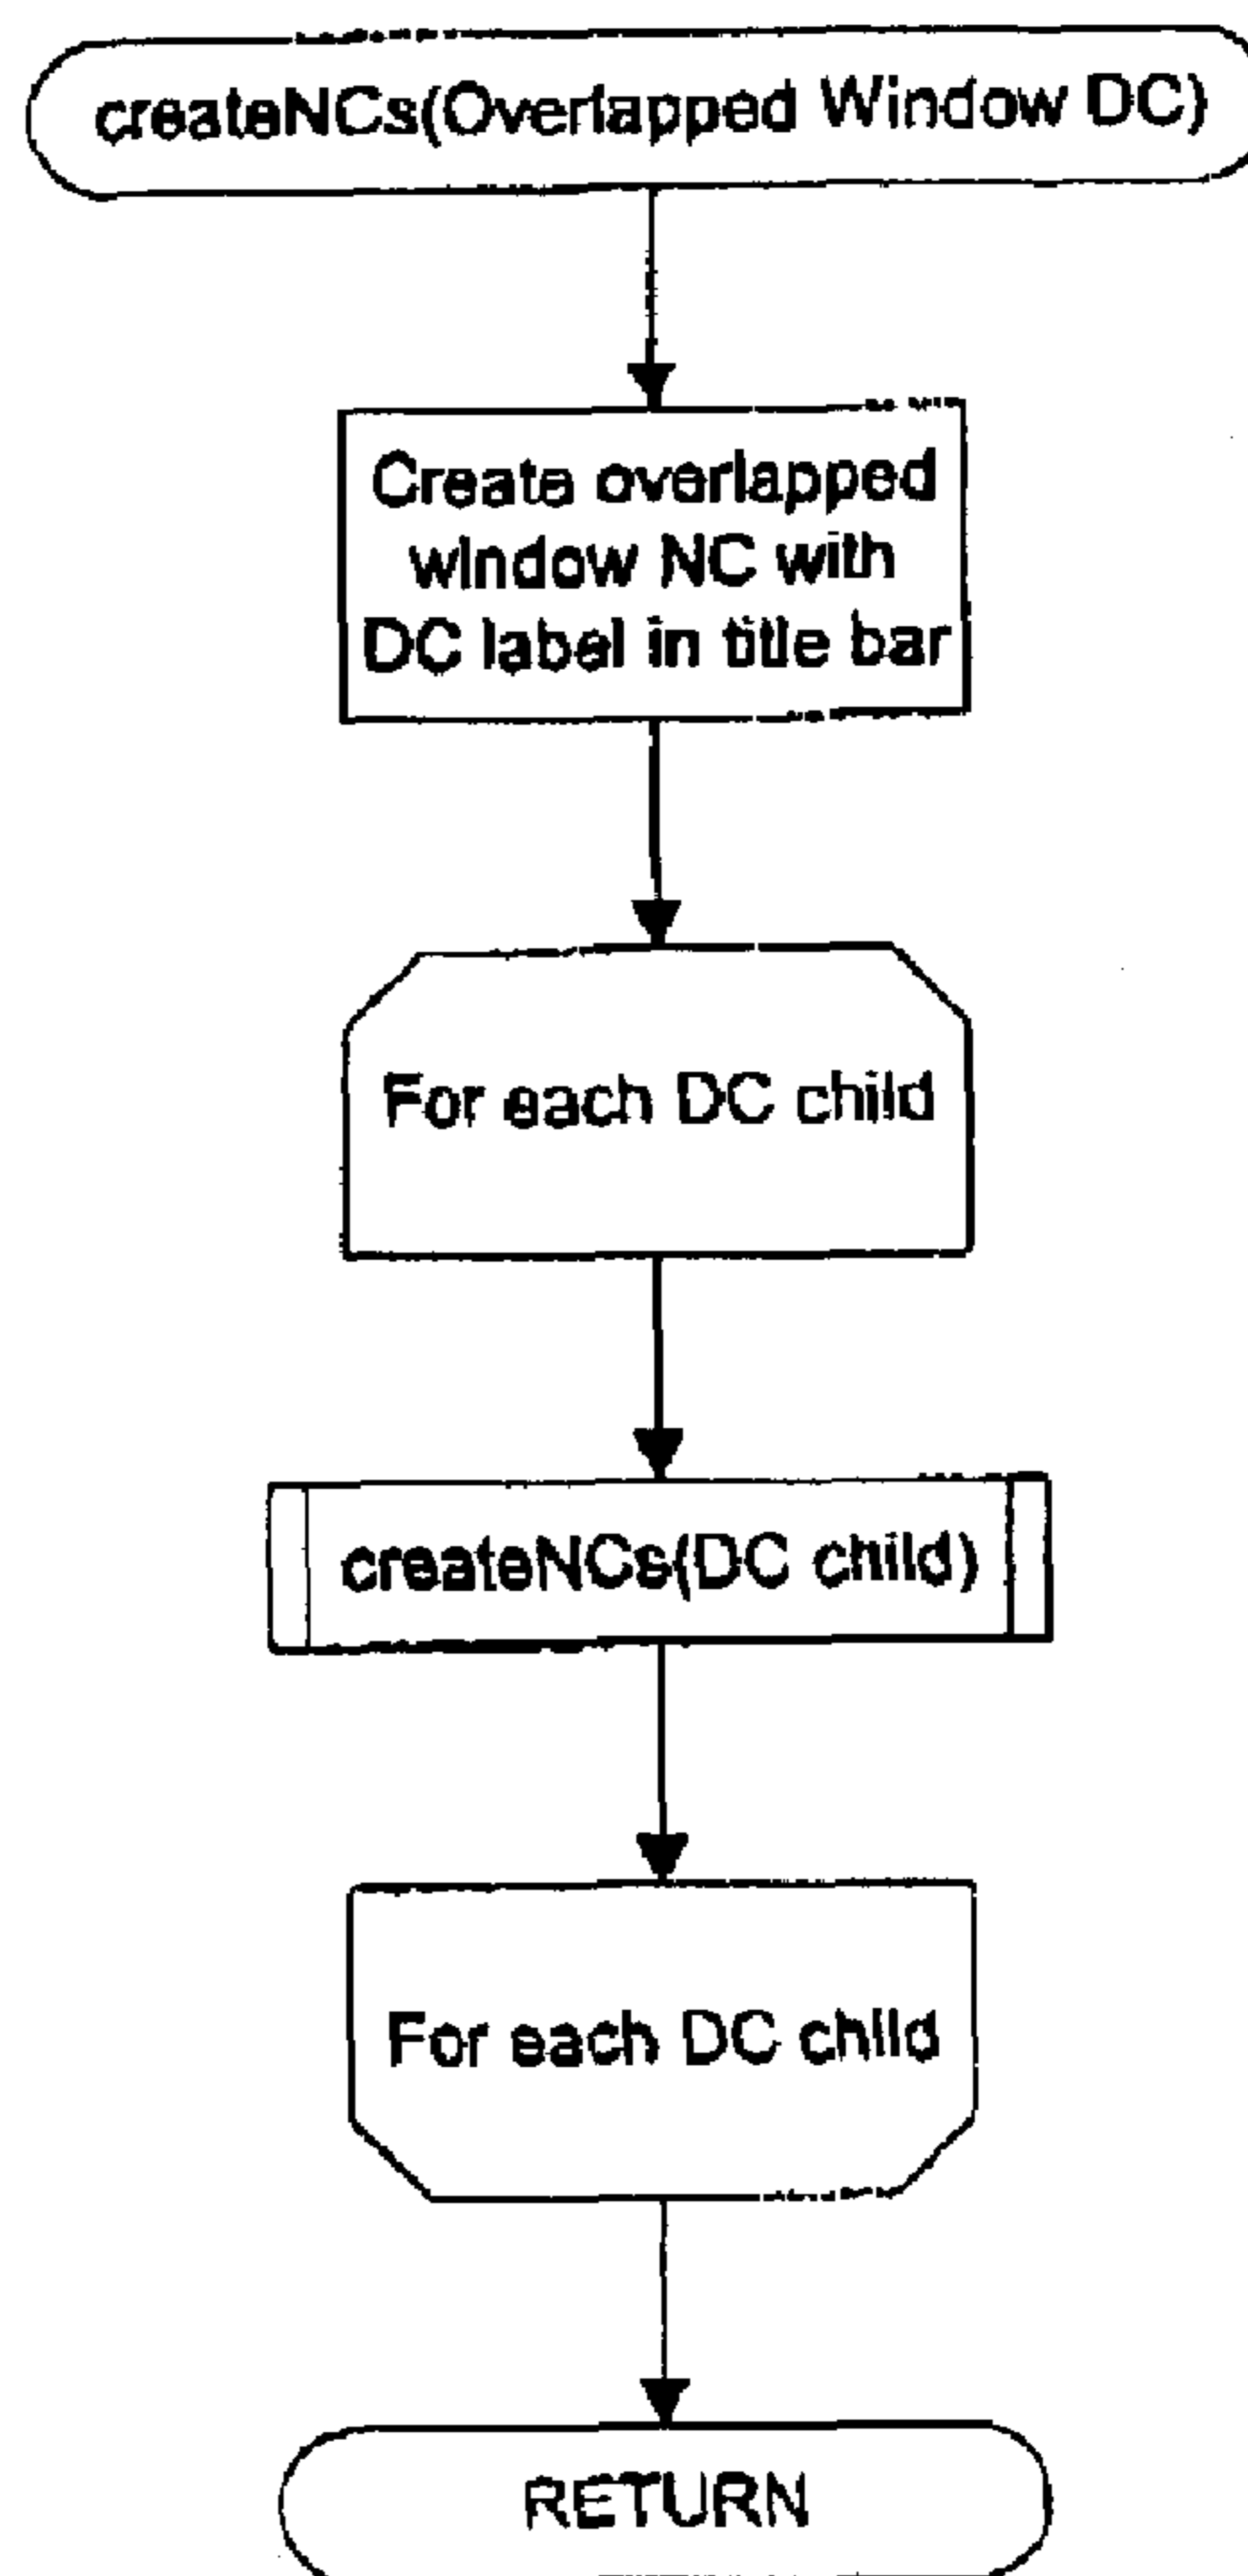 createNCs(Overlapped Window DC)
Create overlapped
window NC with
DC label in title bar
For each DC child
createNCs(DC child)
For each DC child
RETURN